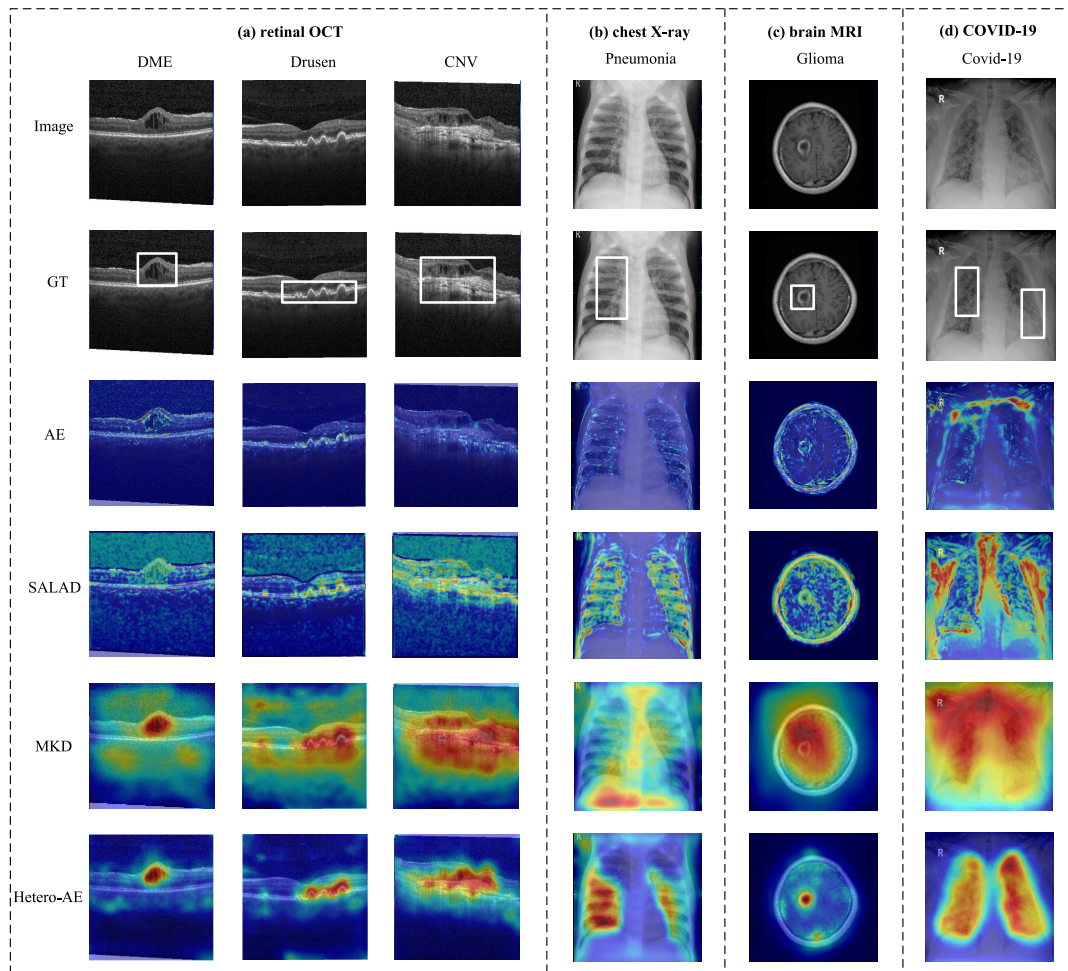 (a) retinal OCT (b) chest X-ray (c) brain MRI (d) COVID-19
DME Drusen CNV Pneumonia Glioma Covid-19
Image
R
R
GT
R
R
AE
R
R
SALAD
R
R
MKD
R
R
Hetero-AE
R
R